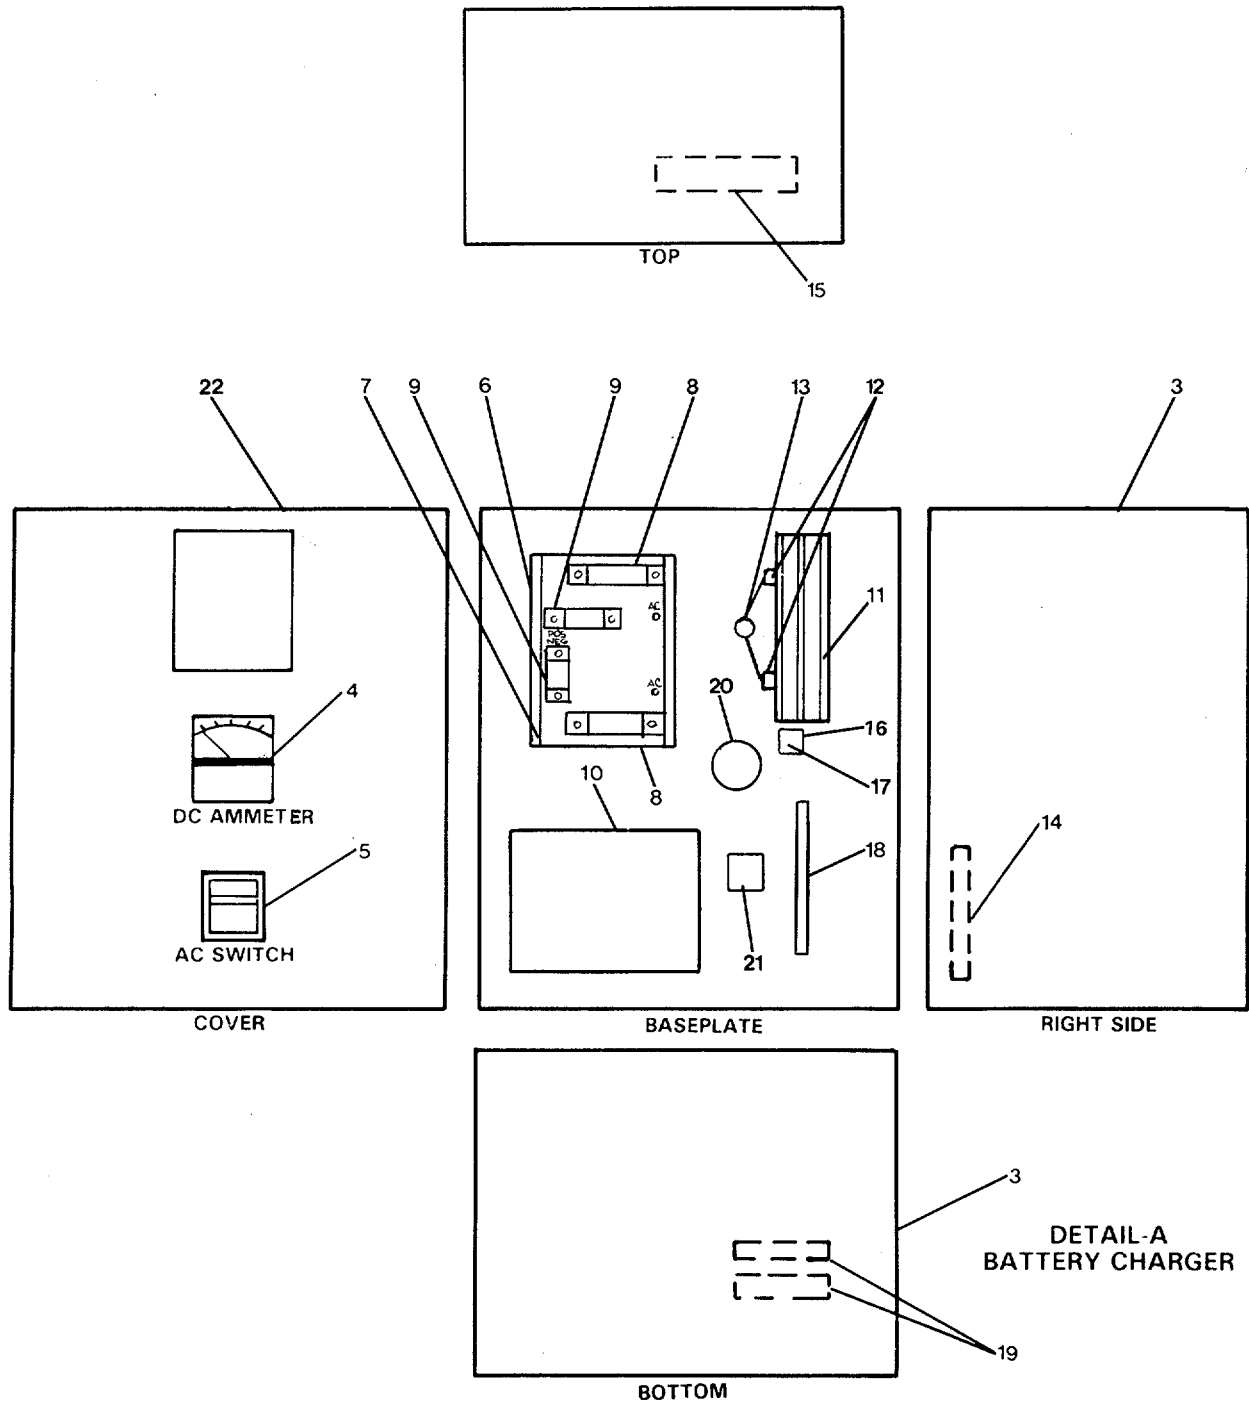 TOP
15
22
7
9
6
9
8
13
12
3
AC
POS
NEG
AC
11
4
DC AMMETER
20
16
17
10
8
5
AC SWITCH
18
21
14
COVER
BASEPLATE
RIGHT SIDE
3
DETAIL-A
BATTERY CHARGER
19
BOTTOM